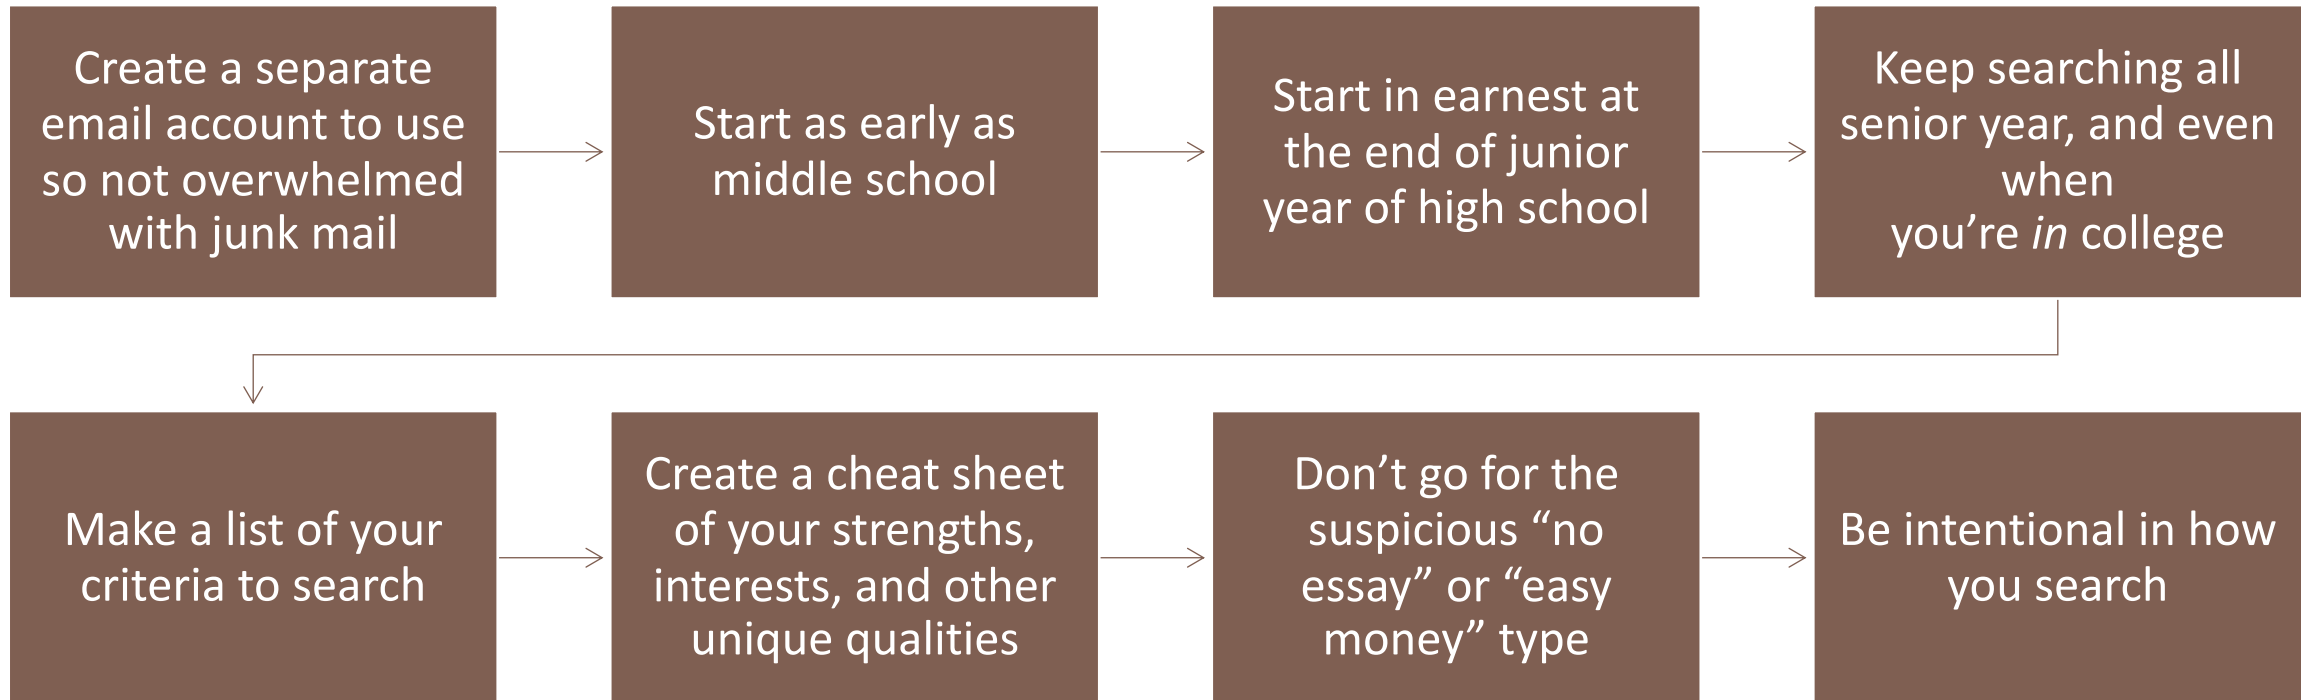 Create a separate
email account to use
so not overwhelmed
with junk mail
Start as early as
middle school
Start in earnest at
the end of junior
year of high school
Keep searching all
senior year, and even
when
you’re in college
Make a list of your
criteria to search
Create a cheat sheet
of your strengths,
interests, and other
unique qualities
Don’t go for the
suspicious “no
essay” or “easy
money” type
Be intentional in how
you search